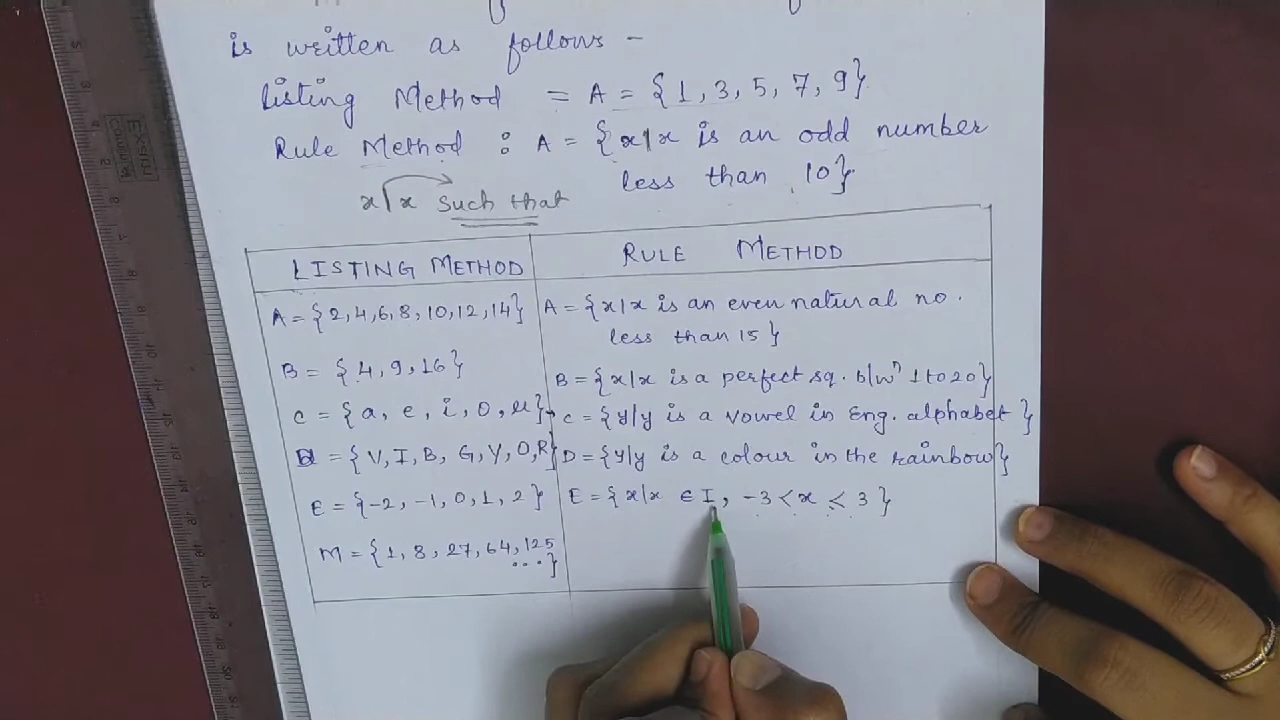 is written as follows -
Listing Method = A = {1, 3, 5, 7, 9}
Rule Method : A = {x/x is an odd number
less than 10}
x/x such that
LISTING METHOD RULE METHOD
A = {2, 4, 6, 8, 10, 12, 14} A = {x/x is an even natural no.
less than 15}
B = {4, 9, 16} B = {x/x is a perfect sq. b/wn 1 to 20}
C = {a, e, i, o, u} C = {y/y is a vowel in Eng. alphabet}
D = {V, I, B, G, Y, O, R} D = {y/y is a colour in the rainbow}
E = {-2, -1, 0, 1, 2} E = {x/x ∈ I, -3 < x < 3}
M = {1, 8, 27, 64, 125
...}